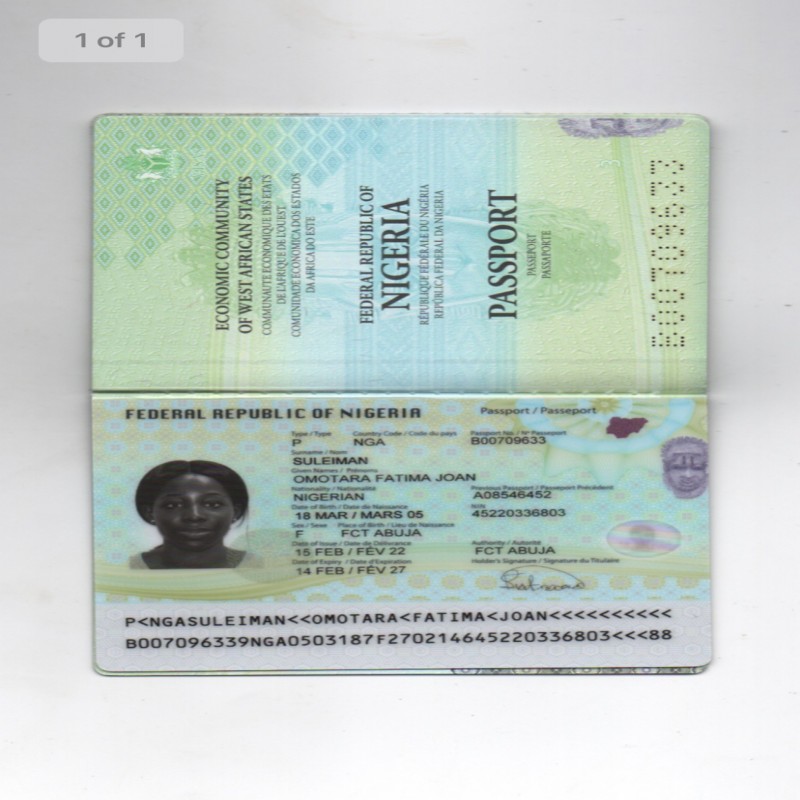 1 of 1
ECONOMIC COMMUNITY
OF WEST AFRICAN STATES
COMMUNAUTE ECONOMIQUE DES ETATS
DE L'AFRIQUE DE L'OUEST
COMUNIDADE ECONOMICA DOS ESTADOS
DA AFRICA DO ESTE
FEDERAL REPUBLIC OF
NIGERIA
RÉPUBLIQUE FÉDÉRALE DU NIGÉRIA
REPÚBLICA FEDERAL DA NIGERIA
PASSPORT
PASSEPORT
PASSAPORTE
B00709633
FEDERAL REPUBLIC OF NIGERIA
Passport / Passeport
Type / Type Country Code / Code du pays Passport No. / N° Passeport
P NGA B00709633
Surname / Nom
SULEIMAN
Given Names / Prénoms
OMOTARA FATIMA JOAN
Nationality / Nationalité Previous Passport No. / Passeport Précédent
NIGERIAN A08546452
Date of Birth / Date de Naissance NIN
18 MAR / MARS 05 45220336803
Sex / Sexe Place of Birth / Lieu de Naissance
F FCT ABUJA
Date of Issue / Date de Délivrance Authority / Autorité
15 FEB / FÉV 22 FCT ABUJA
Date of Expiry / Date d'Expiration Holder's Signature / Signature du Titulaire
14 FEB / FÉV 27
P<NGASULEIMAN<<OMOTARA<FATIMA<JOAN<<<<<<<<<<
B007096339NGA0503187F27021464522033680​3<<<88